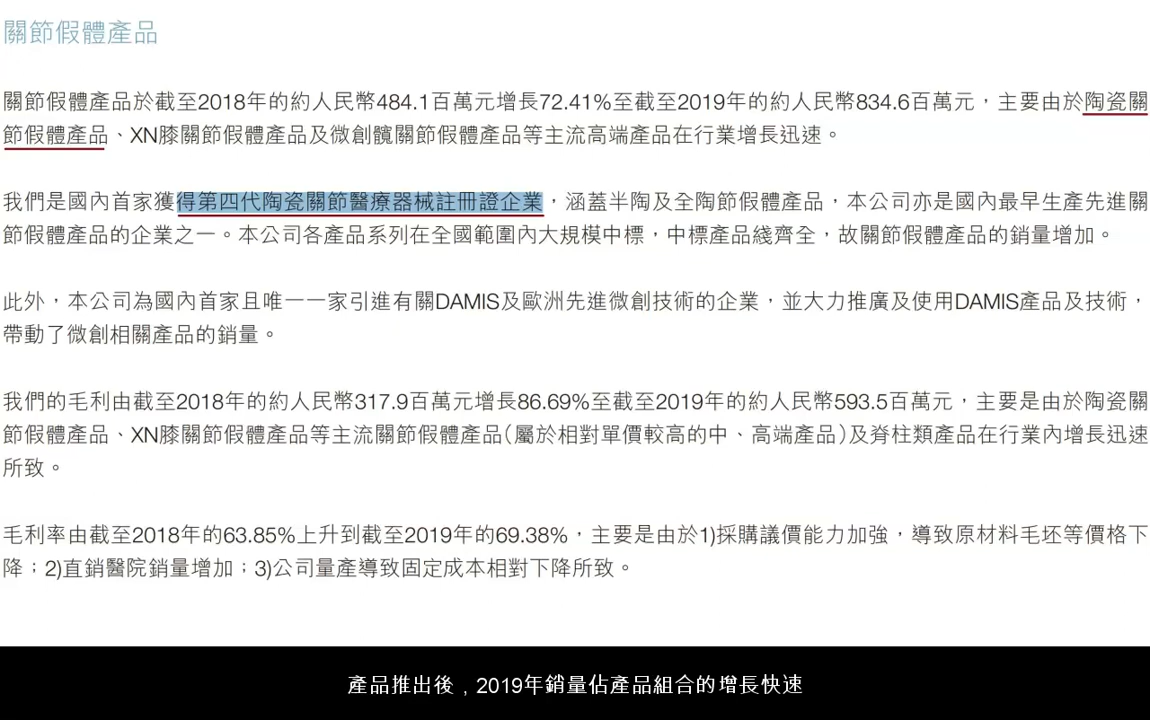 關節假體產品
關節假體產品於截至2018年的約人民幣484.1百萬元增長72.41%至截至2019年的約人民幣834.6百萬元，主要由於陶瓷關
節假體產品、XN膝關節假體產品及微創髖關節假體產品等主流高端產品在行業增長迅速。
我們是國內首家獲得第四代陶瓷關節醫療器械註冊證企業，涵蓋半陶及全陶節假體產品，本公司亦是國內最早生產先進關
節假體產品的企業之一。本公司各產品系列在全國範圍內大規模中標，中標產品綫齊全，故關節假體產品的銷量增加。
此外，本公司為國內首家且唯一一家引進有關DAMIS及歐洲先進微創技術的企業，並大力推廣及使用DAMIS產品及技術，
帶動了微創相關產品的銷量。
我們的毛利由截至2018年的約人民幣317.9百萬元增長86.69%至截至2019年的約人民幣593.5百萬元，主要是由於陶瓷關
節假體產品、XN膝關節假體產品等主流關節假體產品(屬於相對單價較高的中、高端產品)及脊柱類產品在行業內增長迅速
所致。
毛利率由截至2018年的63.85%上升到截至2019年的69.38%，主要是由於1)採購議價能力加強，導致原材料毛坯等價格下
降；2)直銷醫院銷量增加；3)公司量產導致固定成本相對下降所致。
產品推出後，2019年銷量佔產品組合的增長快速